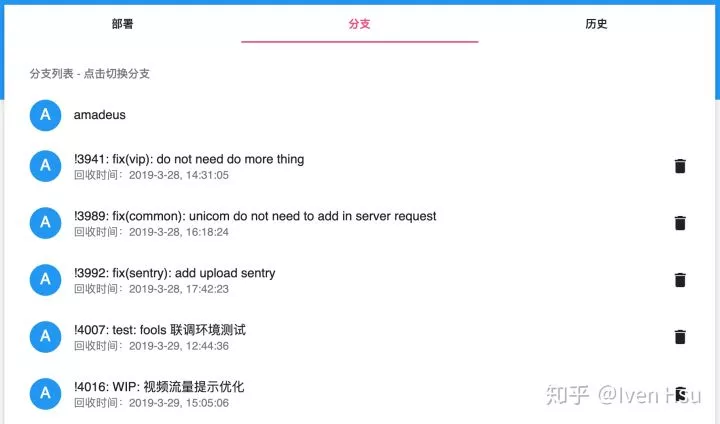 部署
分支
历史
分支列表 - 点击切换分支
A
amadeus
A
!3941: fix(vip): do not need do more thing
回收时间：2019-3-28, 14:31:05
A
!3989: fix(common): unicom do not need to add in server request
回收时间：2019-3-28, 16:18:24
A
!3992: fix(sentry): add upload sentry
回收时间：2019-3-28, 17:42:23
A
!4007: test: fools 联调环境测试
回收时间：2019-3-29, 12:44:36
A
!4016: WIP: 视频流量提示优化
回收时间：2019-3-29, 15:05:06
知乎 @Iven Hsu